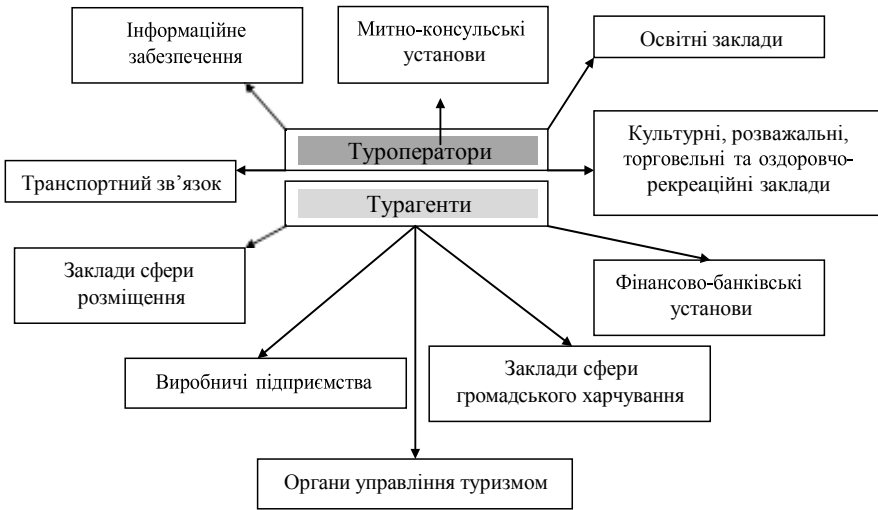 Інформаційне
забезпечення
Митно-консульські
установи
Освітні заклади
Туроператори
Культурні, розважальні,
торговельні та оздоровчо-
рекреаційні заклади
Транспортний зв’язок
Турагенти
Заклади сфери
розміщення
Фінансово-банківські
установи
Виробничі підприємства
Заклади сфери
громадського харчування
Органи управління туризмом